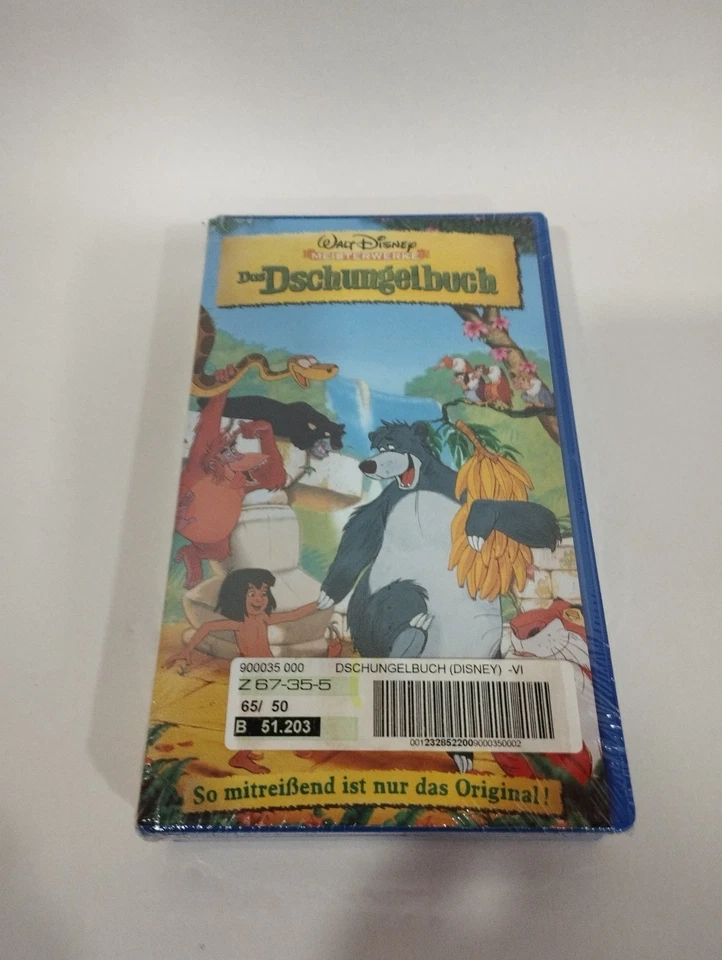 WALT DISNEY
MEISTERWERKE
Das Dschungelbuch
900035 000 DSCHUNGELBUCH (DISNEY) -VI
Z 67-35-5
65/ 50
B 51.203
0012328522009000350002
So mitreißend ist nur das Original!